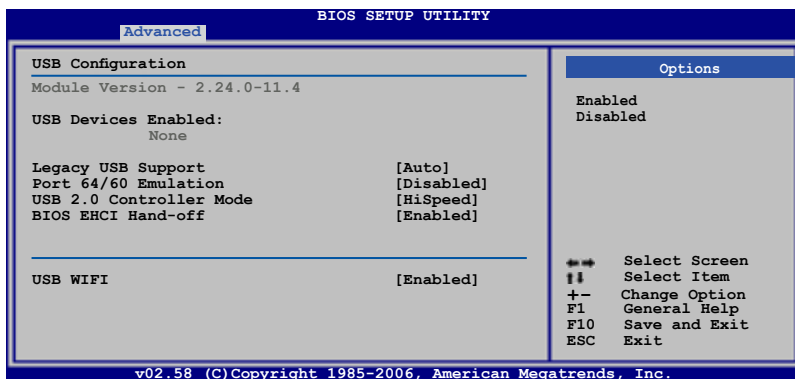 BIOS SETUP UTILITY
Advanced
USB Configuration
Module Version - 2.24.0-11.4
USB Devices Enabled:
None
Legacy USB Support [Auto]
Port 64/60 Emulation [Disabled]
USB 2.0 Controller Mode [HiSpeed]
BIOS EHCI Hand-off [Enabled]
USB WIFI [Enabled]
Options
Enabled
Disabled
←→ Select Screen
↑↓ Select Item
+- Change Option
F1 General Help
F10 Save and Exit
ESC Exit
v02.58 (C)Copyright 1985-2006, American Megatrends, Inc.